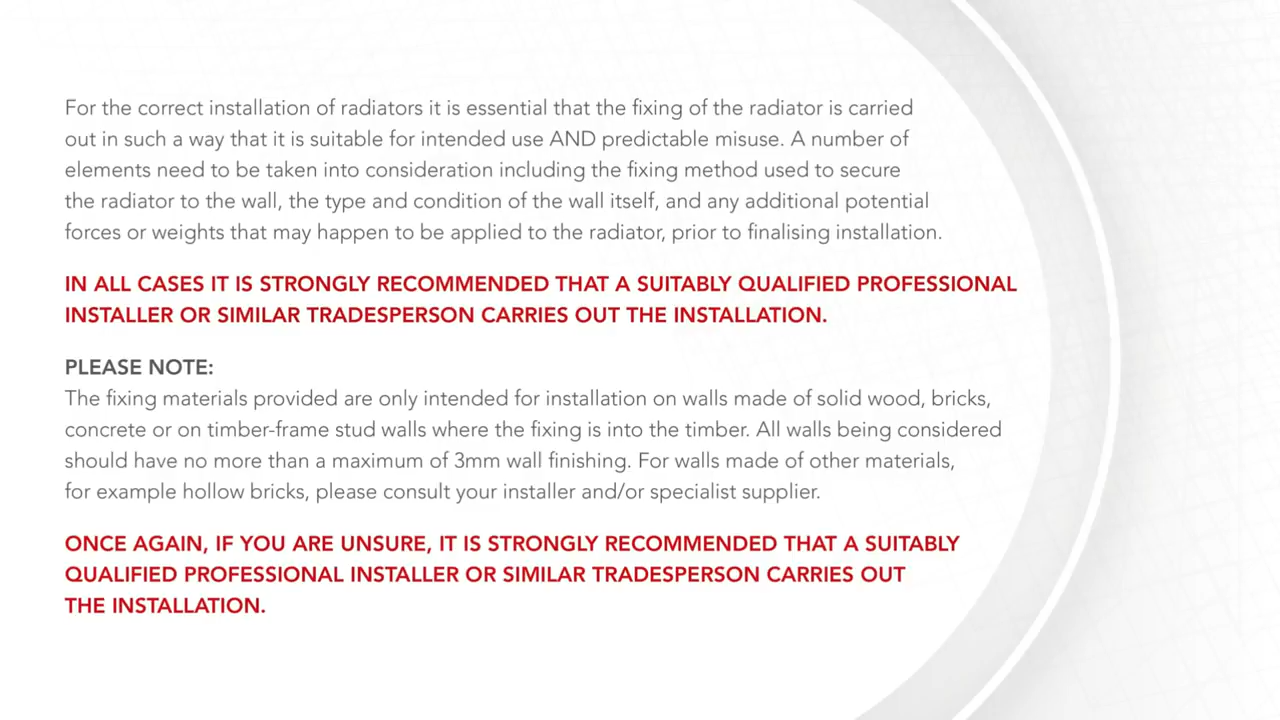 For the correct installation of radiators it is essential that the fixing of the radiator is carried
out in such a way that it is suitable for intended use AND predictable misuse. A number of
elements need to be taken into consideration including the fixing method used to secure
the radiator to the wall, the type and condition of the wall itself, and any additional potential
forces or weights that may happen to be applied to the radiator, prior to finalising installation.
IN ALL CASES IT IS STRONGLY RECOMMENDED THAT A SUITABLY QUALIFIED PROFESSIONAL
INSTALLER OR SIMILAR TRADESPERSON CARRIES OUT THE INSTALLATION.
PLEASE NOTE:
The fixing materials provided are only intended for installation on walls made of solid wood, bricks,
concrete or on timber-frame stud walls where the fixing is into the timber. All walls being considered
should have no more than a maximum of 3mm wall finishing. For walls made of other materials,
for example hollow bricks, please consult your installer and/or specialist supplier.
ONCE AGAIN, IF YOU ARE UNSURE, IT IS STRONGLY RECOMMENDED THAT A SUITABLY
QUALIFIED PROFESSIONAL INSTALLER OR SIMILAR TRADESPERSON CARRIES OUT
THE INSTALLATION.